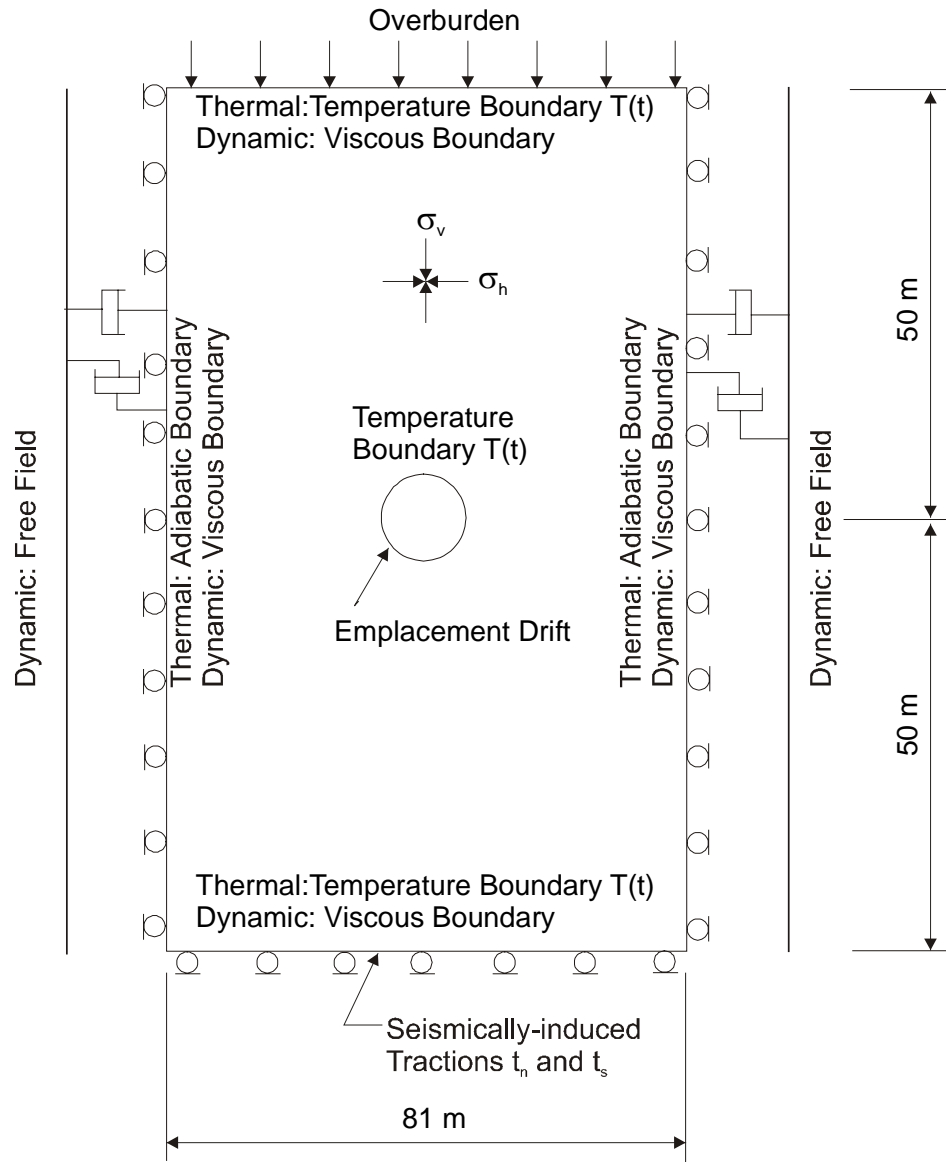 Overburden
Thermal:Temperature Boundary T(t)
Dynamic: Viscous Boundary
σv
σh
50 m
Temperature
Boundary T(t)
Dynamic: Free Field
Thermal: Adiabatic Boundary
Dynamic: Viscous Boundary
Thermal: Adiabatic Boundary
Dynamic: Viscous Boundary
Dynamic: Free Field
Emplacement Drift
50 m
Thermal:Temperature Boundary T(t)
Dynamic: Viscous Boundary
Seismically-induced
Tractions tn and ts
81 m